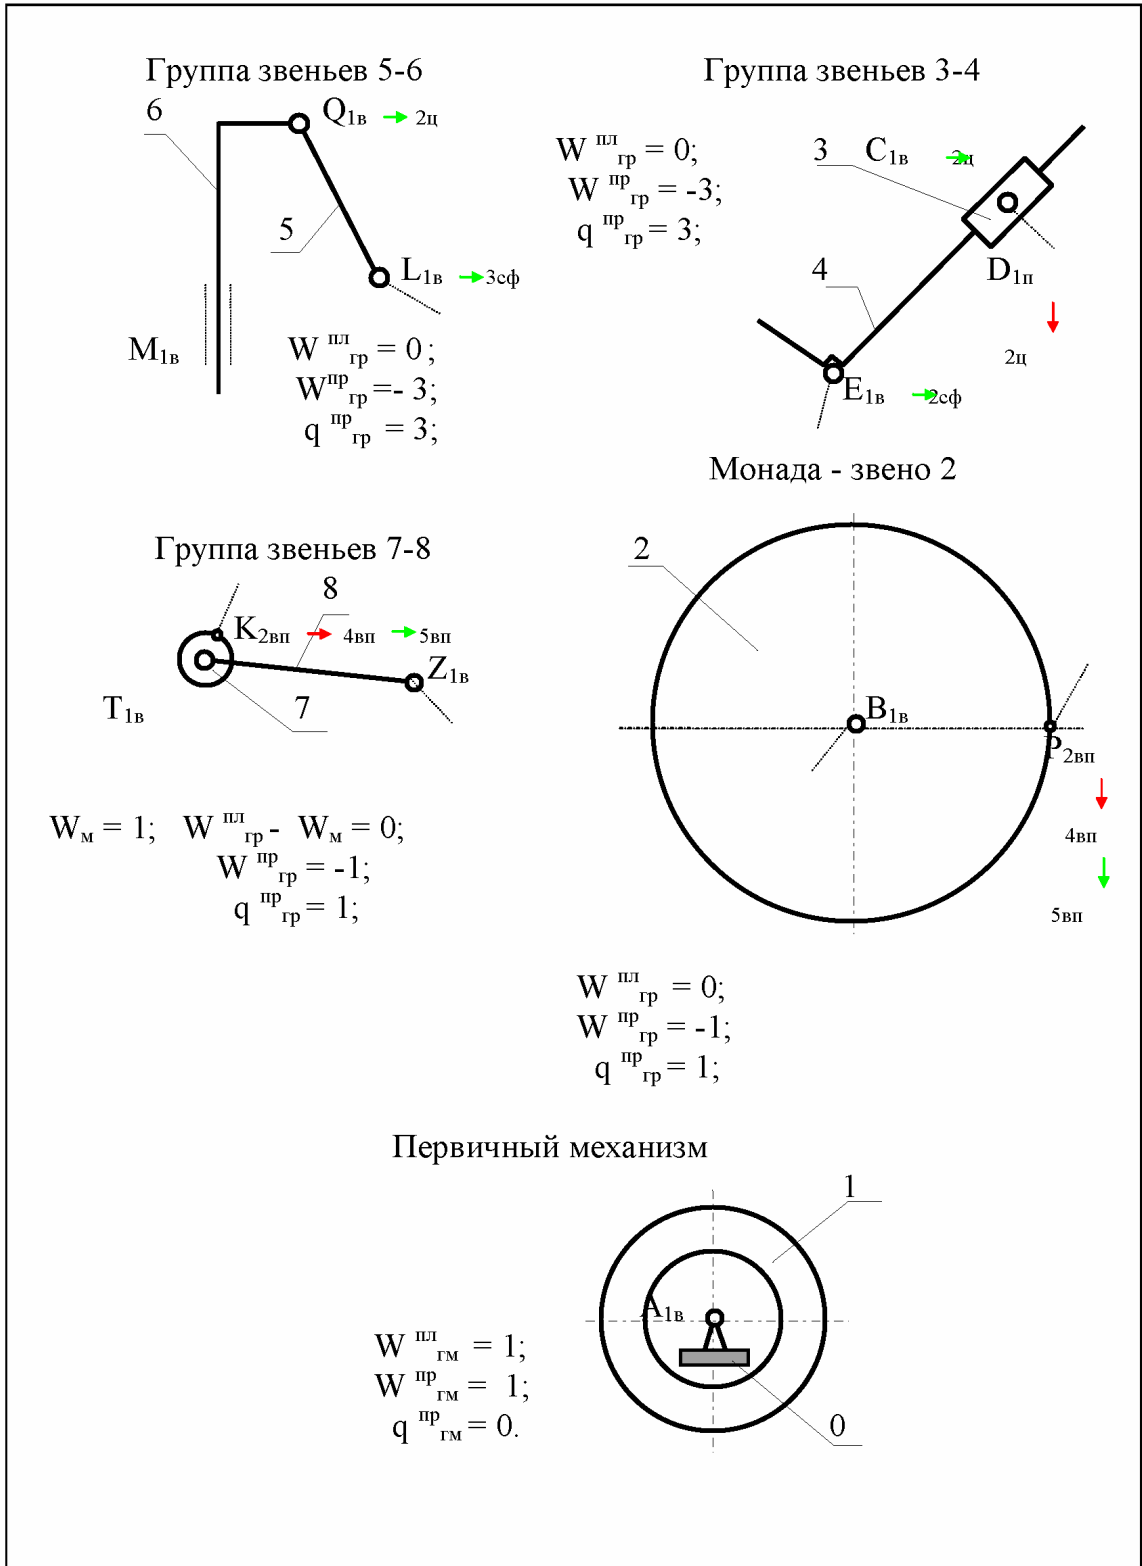 Группа звеньев 5-6
6
Q1в 2ц
5
L1в 3сф
M1в
W пл гр = 0;
Wпр гр =- 3;
q пр гр = 3;
Группа звеньев 3-4
W пл гр = 0;
W пр гр = -3;
q пр гр = 3;
3
C1в 2ц
D1п
2ц
4
E1в 2сф
Группа звеньев 7-8
8
K2вп 4вп 5вп
Z1в
T1в
7
Wм = 1; W пл гр - Wм = 0;
W пр гр = -1;
q пр гр = 1;
Монада - звено 2
2
B1в
P2вп
4вп
5вп
W пл гр = 0;
W пр гр = -1;
q пр гр = 1;
Первичный механизм
1
A1в
0
W пл гм = 1;
W пр гм = 1;
q пр гм = 0.